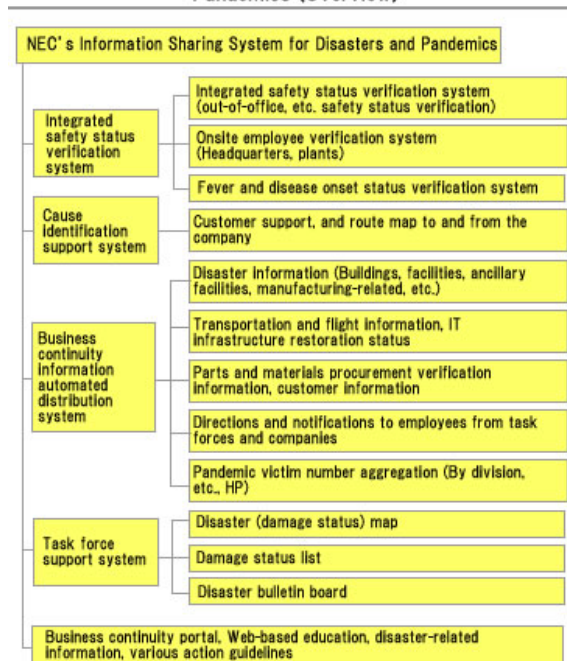 NEC's Information Sharing System for Disasters and Pandemics
Integrated
safety status
verification
system
Integrated safety status verification system
(out-of-office, etc. safety status verification)
Onsite employee verification system
(Headquarters, plants)
Fever and disease onset status verification system
Cause
identification
support system
Customer support, and route map to and from the
company
Business
continuity
information
automated
distribution
system
Disaster information (Buildings, facilities, ancillary
facilities, manufacturing-related, etc.)
Transportation and flight information, IT
infrastructure restoration status
Parts and materials procurement verification
information, customer information
Directions and notifications to employees from task
forces and companies
Pandemic victim number aggregation (By division,
etc., HP)
Task force
support system
Disaster (damage status) map
Damage status list
Disaster bulletin board
Business continuity portal, Web-based education, disaster-related
information, various action guidelines